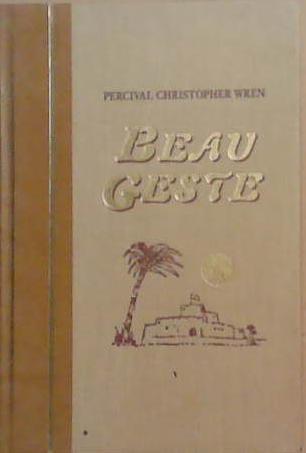 PERCIVAL CHRISTOPHER WREN
BEAU
GESTE